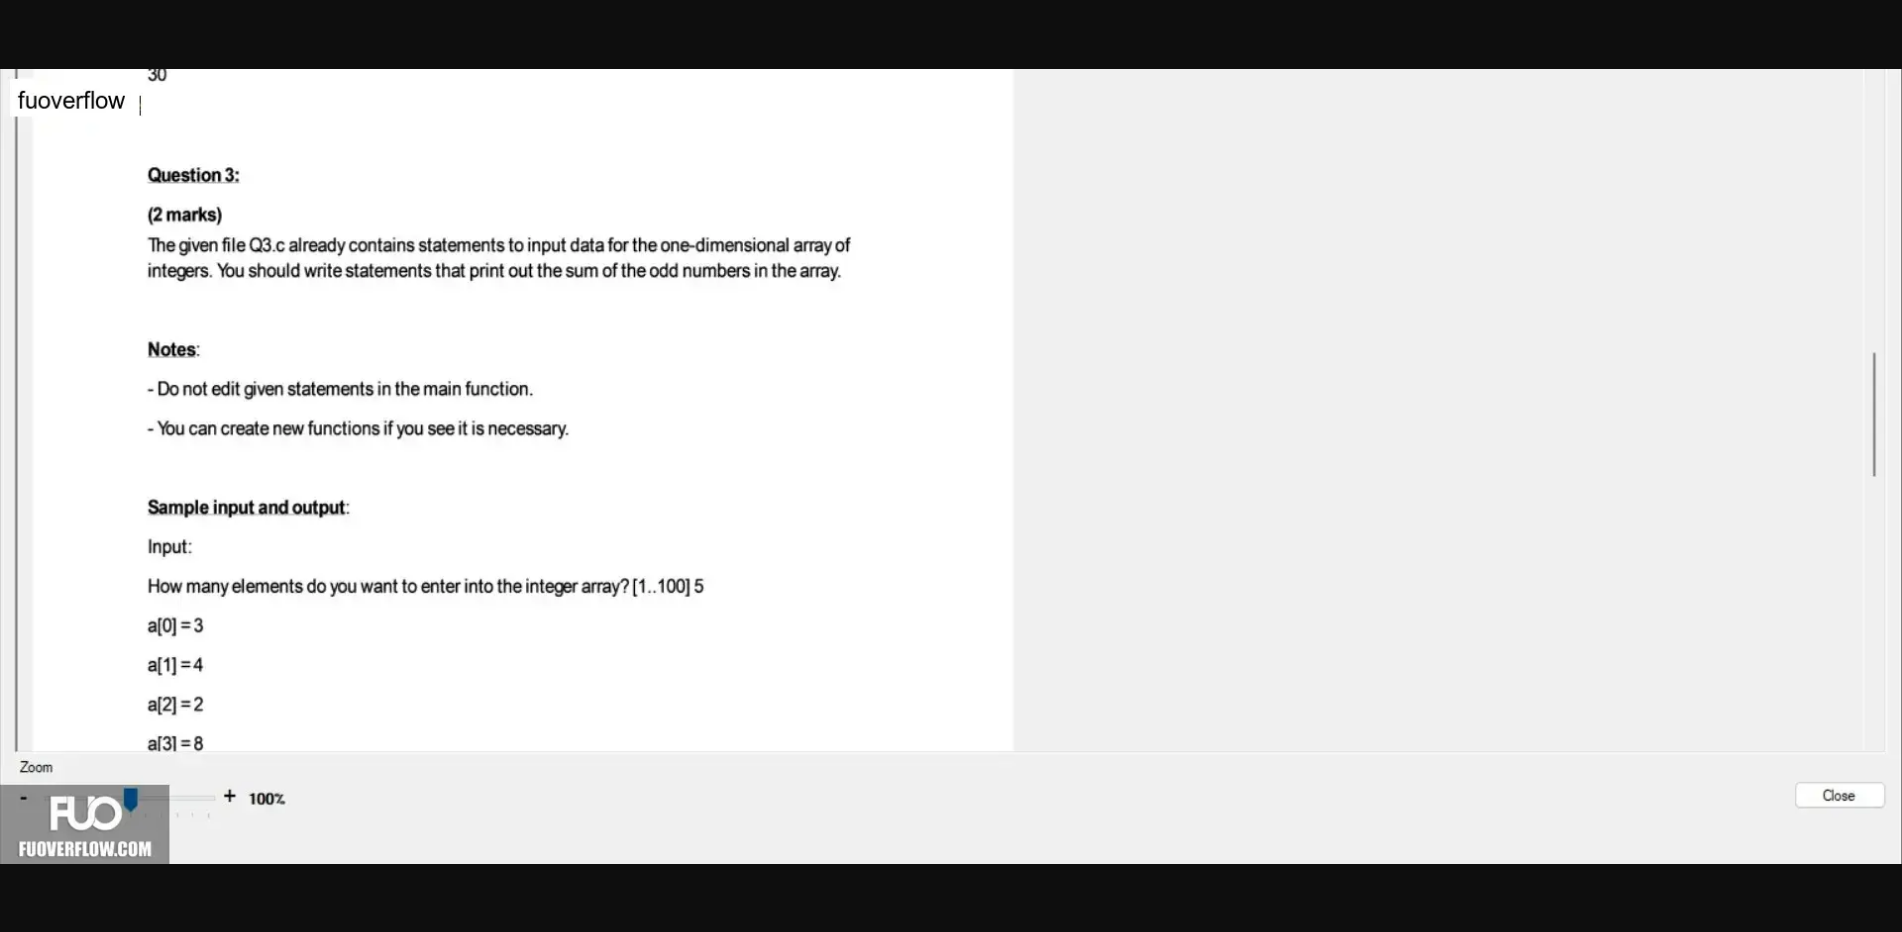 30
fuoverflow
Question 3:
(2 marks)
The given file Q3.c already contains statements to input data for the one-dimensional array of
integers. You should write statements that print out the sum of the odd numbers in the array.
Notes:
- Do not edit given statements in the main function.
- You can create new functions if you see it is necessary.
Sample input and output:
Input:
How many elements do you want to enter into the integer array? [1..100] 5
a[0] = 3
a[1] = 4
a[2] = 2
a[3] = 8
Zoom
- + 100%
Close
FUO
FUOVERFLOW.COM